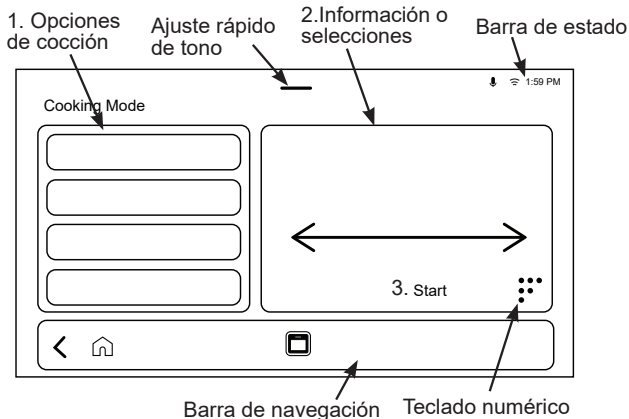 1. Opciones
de cocción
Ajuste rápido
de tono
2.Información o
selecciones
Barra de estado
1:59 PM
Cooking Mode
3. Start
Barra de navegación
Teclado numérico